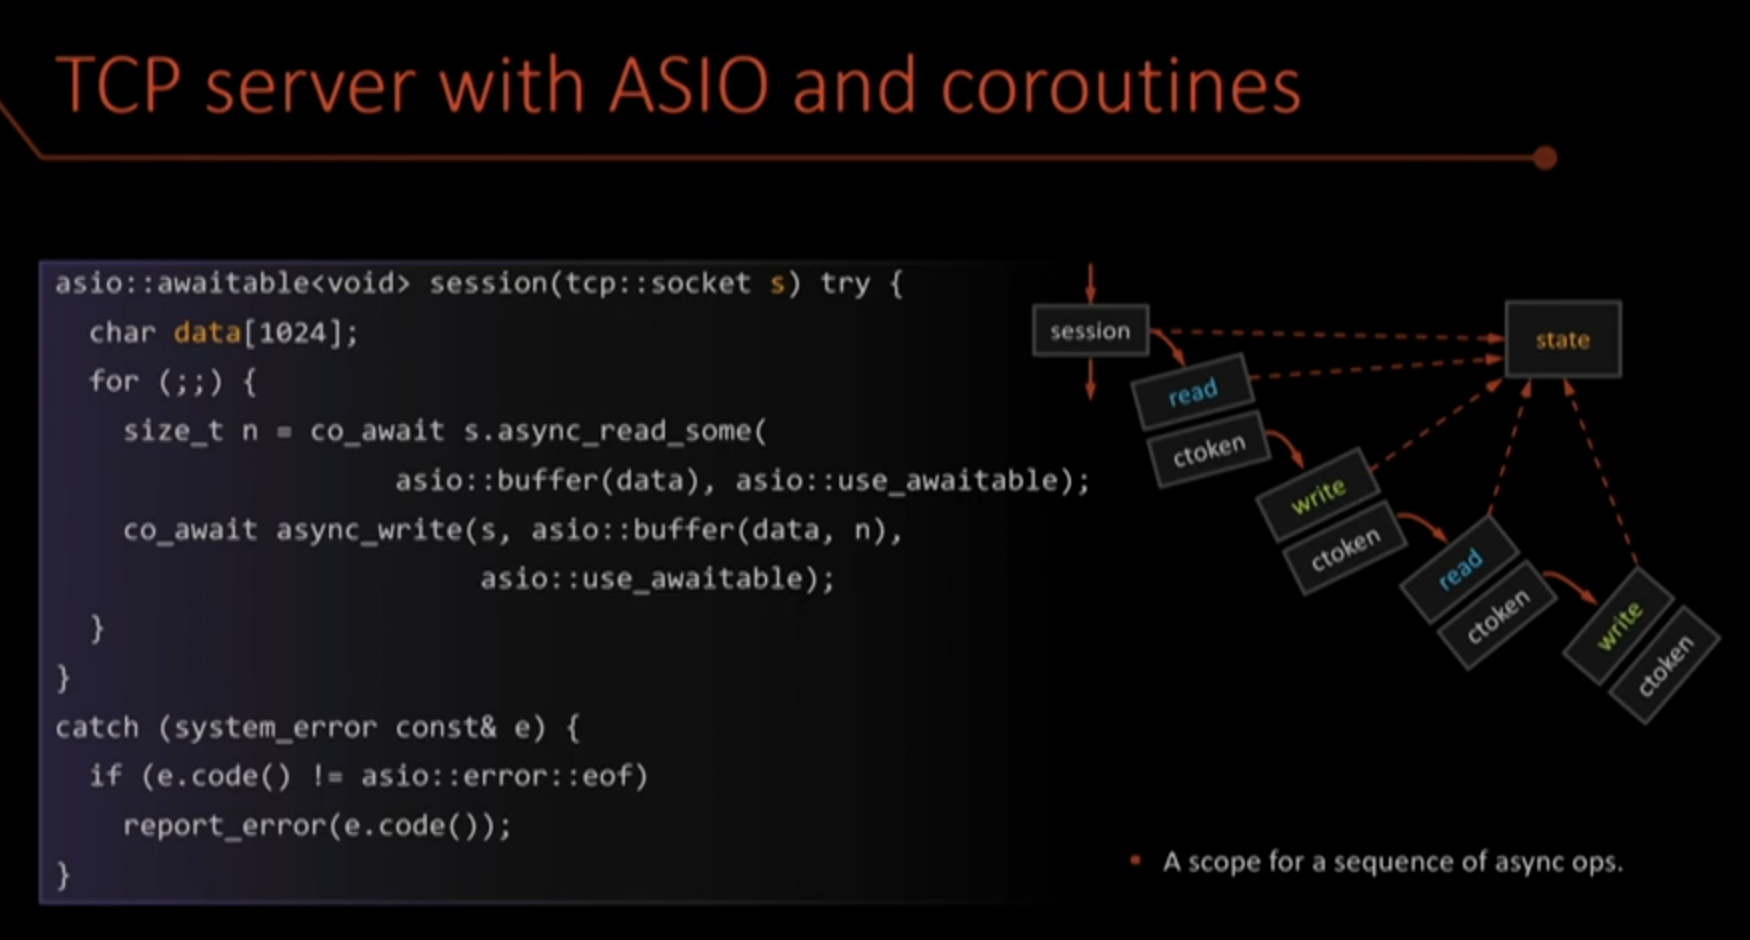 TCP server with ASIO and coroutines
asio::awaitable<void> session(tcp::socket s) try {
  char data[1024];
  for (;;) {
    size_t n = co_await s.async_read_some(
                    asio::buffer(data), asio::use_awaitable);
    co_await async_write(s, asio::buffer(data, n),
                         asio::use_awaitable);
  }
}
catch (system_error const& e) {
  if (e.code() != asio::error::eof)
    report_error(e.code());
}
session
state
read
ctoken
write
ctoken
read
ctoken
write
ctoken
▪ A scope for a sequence of async ops.